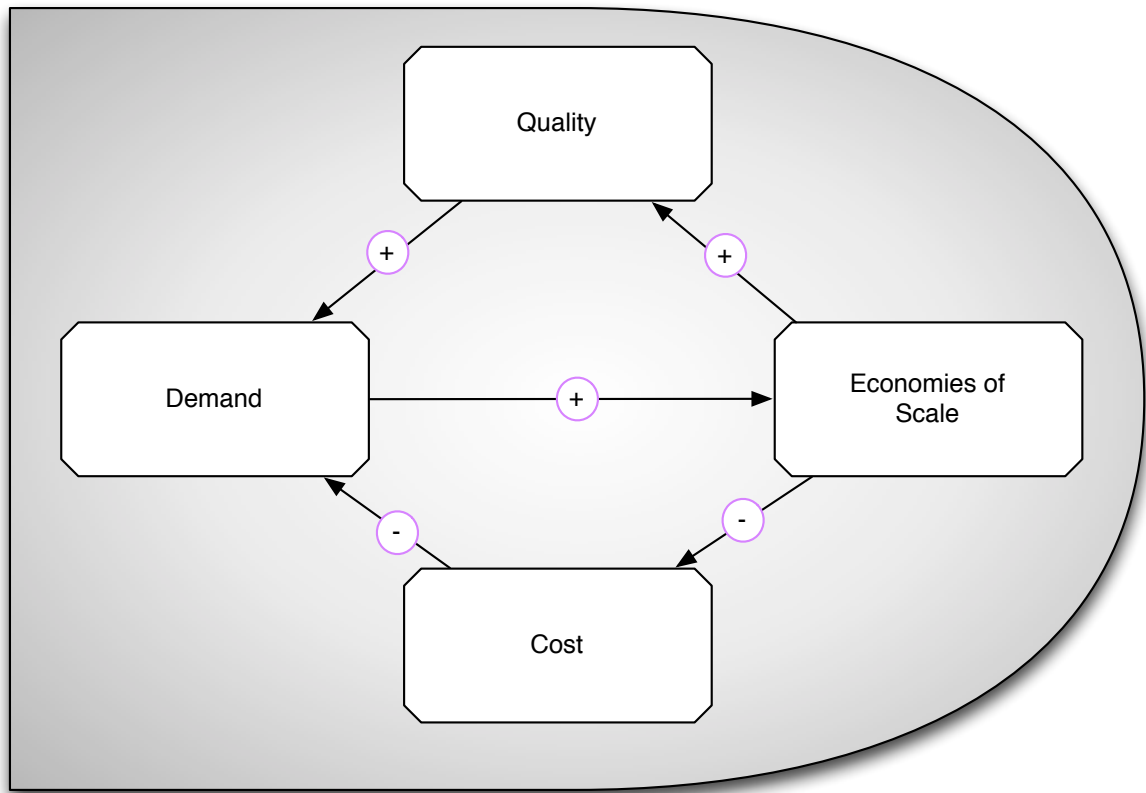 Quality
+
+
Demand
+
Economies of
Scale
-
-
Cost